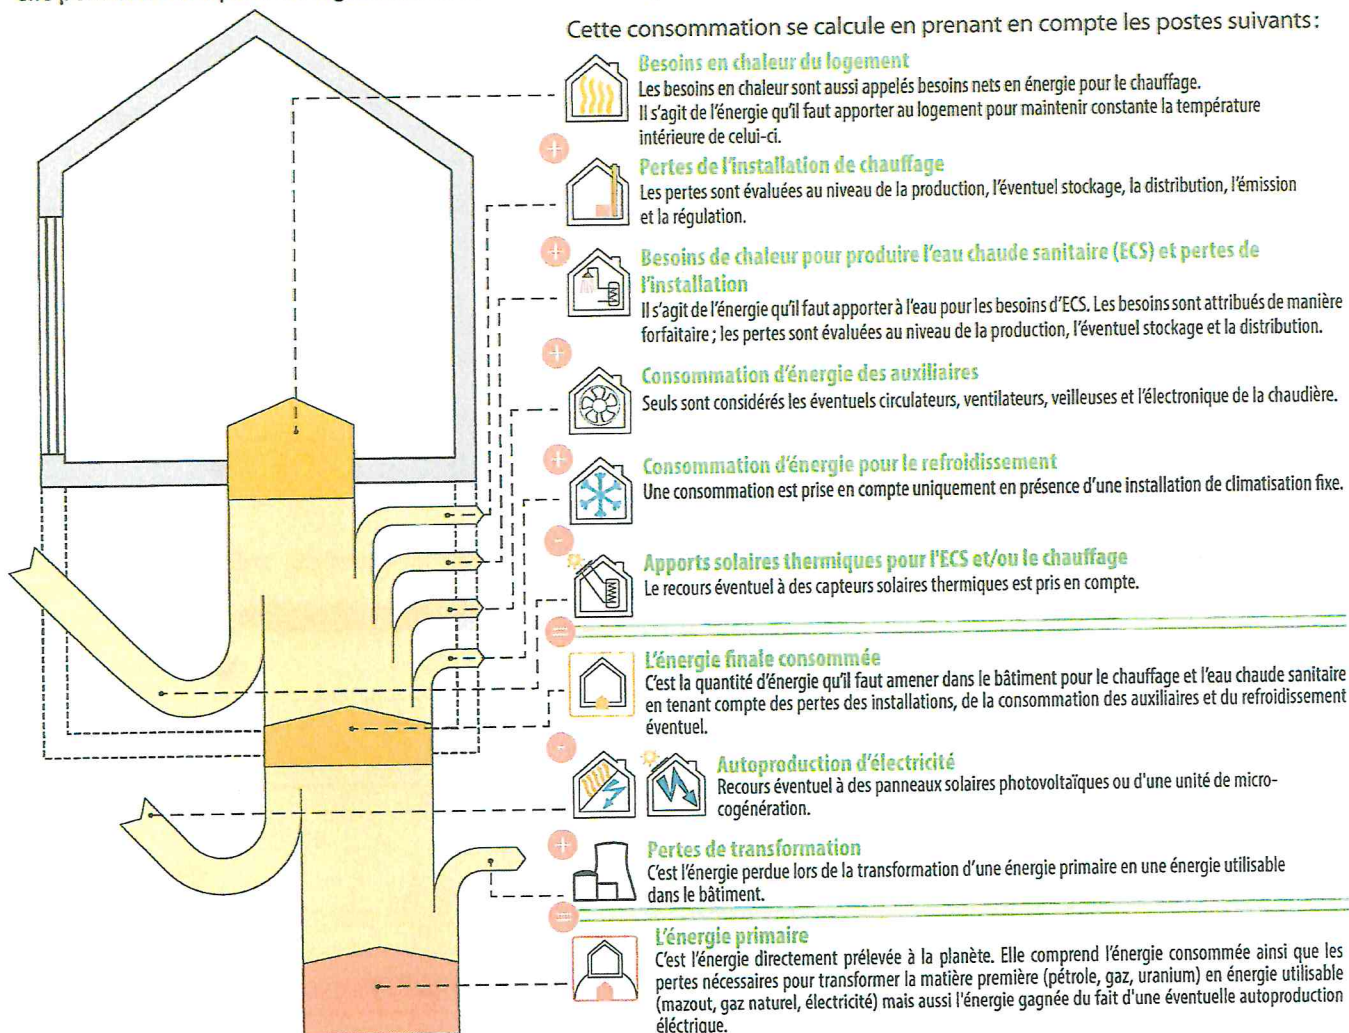 Cette consommation se calcule en prenant en compte les postes suivants :
Besoins en chaleur du logement
Les besoins en chaleur sont aussi appelés besoins nets en énergie pour le chauffage.
Il s'agit de l'énergie qu'il faut apporter au logement pour maintenir constante la température
intérieure de celui-ci.
+
Pertes de l'installation de chauffage
Les pertes sont évaluées au niveau de la production, l'éventuel stockage, la distribution, l'émission
et la régulation.
+
Besoins de chaleur pour produire l'eau chaude sanitaire (ECS) et pertes de
l'installation
Il s'agit de l'énergie qu'il faut apporter à l'eau pour les besoins d'ECS. Les besoins sont attribués de manière
forfaitaire ; les pertes sont évaluées au niveau de la production, l'éventuel stockage et la distribution.
+
Consommation d'énergie des auxiliaires
Seuls sont considérés les éventuels circulateurs, ventilateurs, veilleuses et l'électronique de la chaudière.
+
Consommation d'énergie pour le refroidissement
Une consommation est prise en compte uniquement en présence d'une installation de climatisation fixe.
-
Apports solaires thermiques pour l'ECS et/ou le chauffage
Le recours éventuel à des capteurs solaires thermiques est pris en compte.
=
L'énergie finale consommée
C'est la quantité d'énergie qu'il faut amener dans le bâtiment pour le chauffage et l'eau chaude sanitaire
en tenant compte des pertes des installations, de la consommation des auxiliaires et du refroidissement
éventuel.
-
Autoproduction d'électricité
Recours éventuel à des panneaux solaires photovoltaïques ou d'une unité de micro-
cogénération.
+
Pertes de transformation
C'est l'énergie perdue lors de la transformation d'une énergie primaire en une énergie utilisable
dans le bâtiment.
=
L'énergie primaire
C'est l'énergie directement prélevée à la planète. Elle comprend l'énergie consommée ainsi que les
pertes nécessaires pour transformer la matière première (pétrole, gaz, uranium) en énergie utilisable
(mazout, gaz naturel, électricité) mais aussi l'énergie gagnée du fait d'une éventuelle autoproduction
éléctrique.